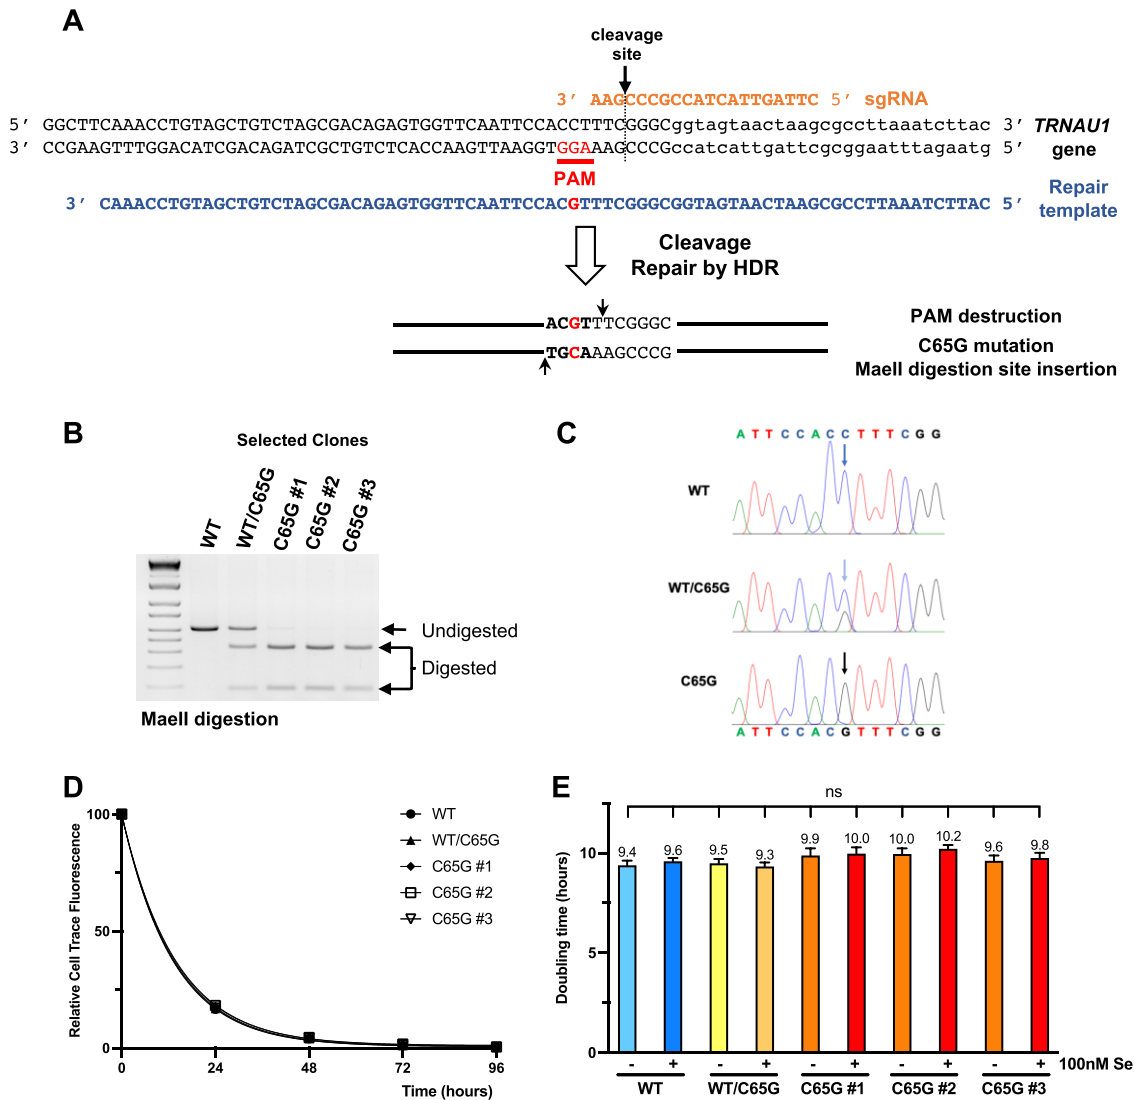 A
cleavage
site
3’ AAGCCCGCCATCATTGATTC 5’ sgRNA
5’ GGCTTCAAACCTGTAGCTGTCTAGCGACAGAGTGGTTCAATTCCACCTTTCGGGCggtagtaactaagcgccttaaatcttac 3’ TRNAU1
3’ CCGAAGTTTGGACATCGACAGATCGCTGTCTCACCAAGTTAAGGTGGAAAGCCCGccatcattgattcgcggaatttagaatg 5’ gene
PAM
Repair
3’ CAAACCTGTAGCTGTCTAGCGACAGAGTGGTTCAATTCCACGTTTCGGGCGGTAGTAACTAAGCGCCTTAAATCTTAC 5’ template
Cleavage
Repair by HDR
ACGTTTCGGGC
TGCAAAGCCCG
PAM destruction
C65G mutation
MaeII digestion site insertion
B
Selected Clones
WT WT/C65G C65G #1 C65G #2 C65G #3
Undigested
Digested
MaeII digestion
C
A T T C C A C C T T T C G G
WT
WT/C65G
C65G
A T T C C A C G T T T C G G
D
Relative Cell Trace Fluorescence
100
50
0
0 24 48 72 96
Time (hours)
WT
WT/C65G
C65G #1
C65G #2
C65G #3
E
ns
Doubling time (hours)
10
5
0
9.4 9.6 9.5 9.3 9.9 10.0 10.0 10.2 9.6 9.8
- + - + - + - + - + 100nM Se
WT WT/C65G C65G #1 C65G #2 C65G #3